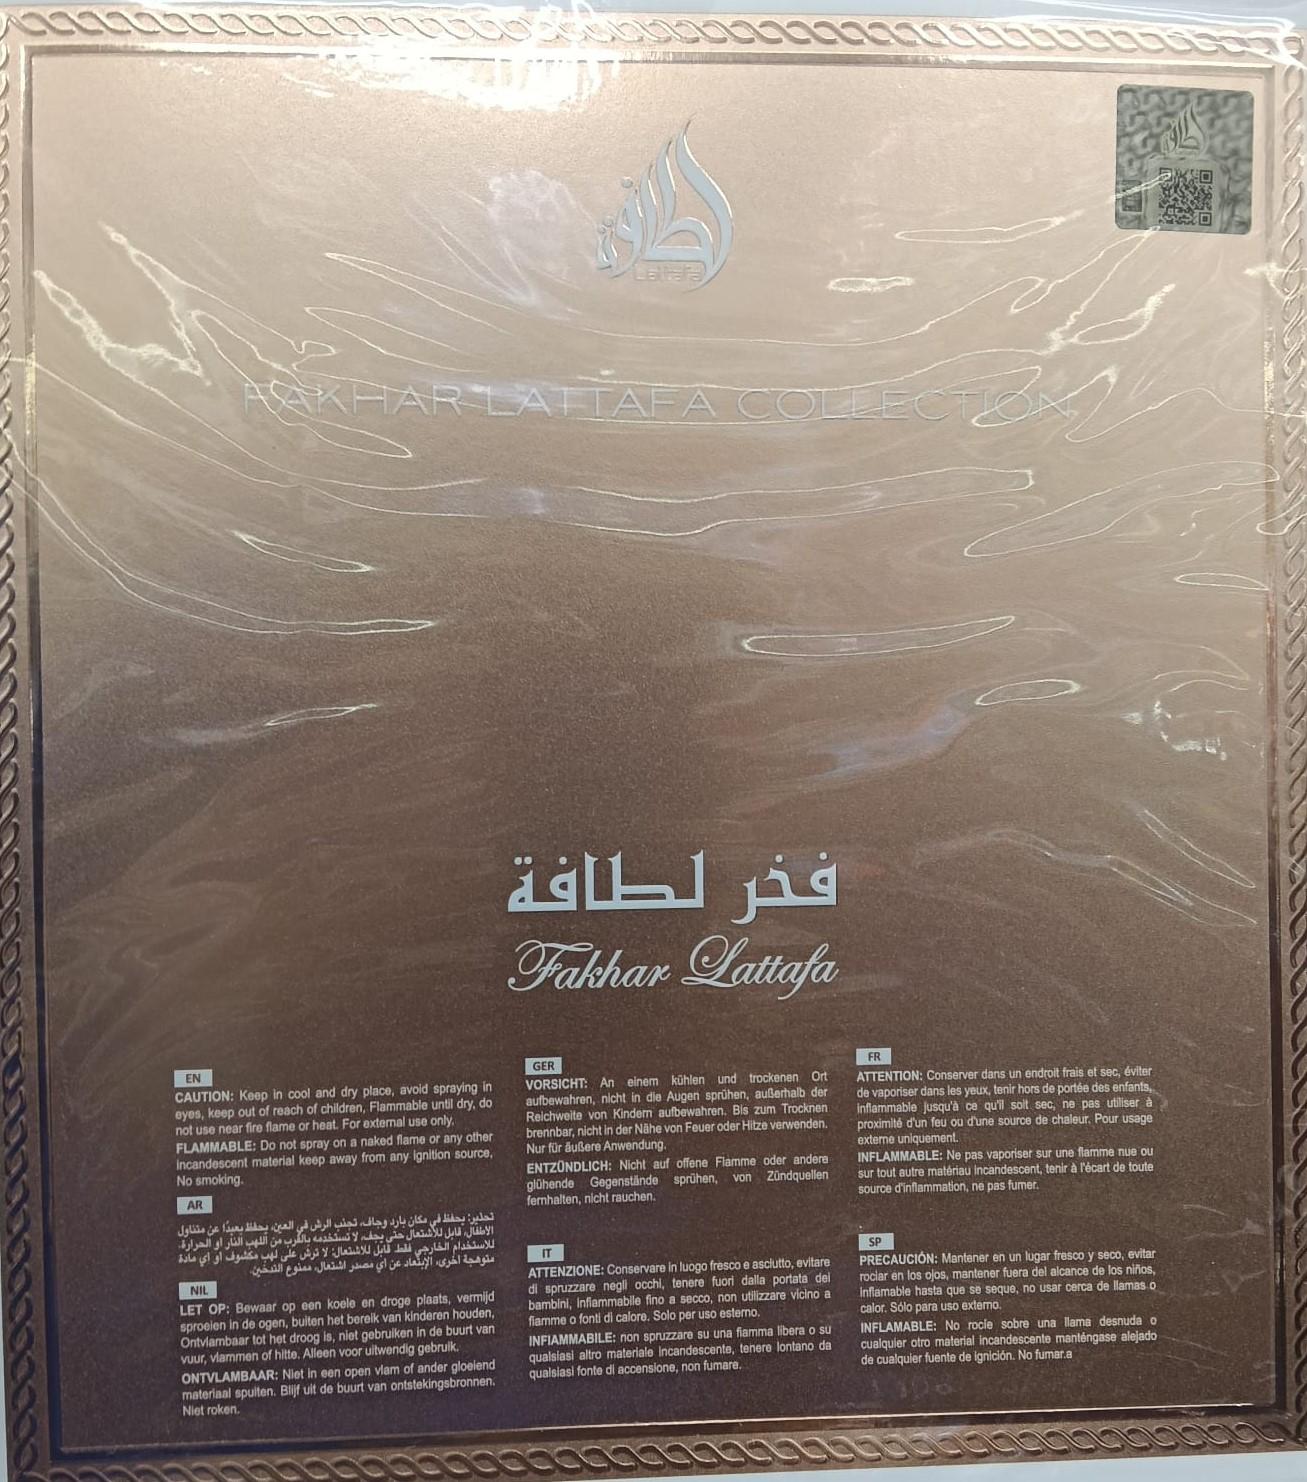 لطافة
Lattafa
FAKHAR LATTAFA COLLECTION
فخر لطافة
Fakhar Lattafa
EN
CAUTION: Keep in cool and dry place, avoid spraying in
eyes, keep out of reach of children, Flammable until dry, do
not use near fire flame or heat. For external use only.
FLAMMABLE: Do not spray on a naked flame or any other
incandescent material keep away from any ignition source,
No smoking.
AR
تحذير: يحفظ في مكان بارد وجاف، تجنب الرش في العين، يحفظ بعيدًا عن متناول
الاطفال، قابل للاشتعال حتى يجف، لا تستخدمه بالقرب من اللهب النار او الحرارة.
للاستخدام الخارجي فقط قابل للاشتعال: لا ترش على لهب مكشوف او أي مادة
متوهجة أخرى، الإبتعاد عن أي مصدر اشتعال، ممنوع التدخين.
NIL
LET OP: Bewaar op een koele en droge plaats, vermijd
sproeien in de ogen, buiten het bereik van kinderen houden,
Ontvlambaar tot het droog is, niet gebruiken in de buurt van
vuur, vlammen of hitte. Alleen voor uitwendig gebruik.
ONTVLAMBAAR: Niet in een open vlam of ander gloeiend
materiaal spuiten. Blijf uit de buurt van ontstekingsbronnen.
Niet roken.
GER
VORSICHT: An einem kühlen und trockenen Ort
aufbewahren, nicht in die Augen sprühen, außerhalb der
Reichweite von Kindern aufbewahren. Bis zum Trocknen
brennbar, nicht in der Nähe von Feuer oder Hitze verwenden.
Nur für äußere Anwendung.
ENTZÜNDLICH: Nicht auf offene Flamme oder andere
glühende Gegenstände sprühen, von Zündquellen
fernhalten, nicht rauchen.
IT
ATTENZIONE: Conservare in luogo fresco e asciutto, evitare
di spruzzare negli occhi, tenere fuori dalla portata dei
bambini, infiammabile fino a secco, non utilizzare vicino a
fiamme o fonti di calore. Solo per uso esterno.
INFIAMMABILE: non spruzzare su una fiamma libera o su
qualsiasi altro materiale incandescente, tenere lontano da
qualsiasi fonte di accensione, non fumare.
FR
ATTENTION: Conserver dans un endroit frais et sec, éviter
de vaporiser dans les yeux, tenir hors de portée des enfants,
inflammable jusqu'à ce qu'il soit sec, ne pas utiliser à
proximité d'un feu ou d'une source de chaleur. Pour usage
externe uniquement.
INFLAMMABLE: Ne pas vaporiser sur une flamme nue ou
sur tout autre matériau incandescent, tenir à l'écart de toute
source d'inflammation, ne pas fumer.
SP
PRECAUCIÓN: Mantener en un lugar fresco y seco, evitar
rociar en los ojos, mantener fuera del alcance de los niños,
inflamable hasta que se seque, no usar cerca de llamas o
calor. Sólo para uso externo.
INFLAMABLE: No rocíe sobre una llama desnuda o
cualquier otro material incandescente manténgase alejado
de cualquier fuente de ignición. No fumar.a